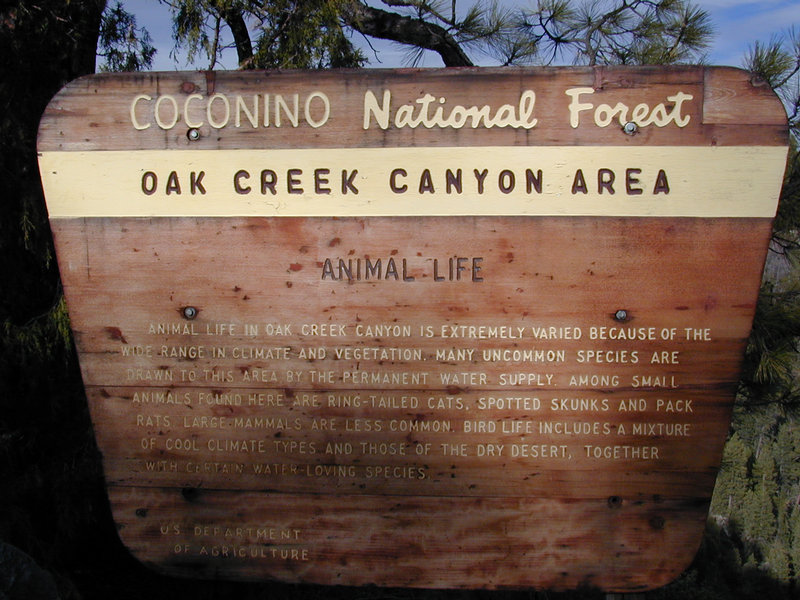 COCONINO National Forest
OAK CREEK CANYON AREA
ANIMAL LIFE
ANIMAL LIFE IN OAK CREEK CANYON IS EXTREMELY VARIED BECAUSE OF THE
WIDE RANGE IN CLIMATE AND VEGETATION. MANY UNCOMMON SPECIES ARE
DRAWN TO THIS AREA BY THE PERMANENT WATER SUPPLY. AMONG SMALL
ANIMALS FOUND HERE ARE RING-TAILED CATS, SPOTTED SKUNKS AND PACK
RATS. LARGE MAMMALS ARE LESS COMMON. BIRD LIFE INCLUDES A MIXTURE
OF COOL CLIMATE TYPES AND THOSE OF THE DRY DESERT, TOGETHER
WITH CERTAIN WATER-LOVING SPECIES.
U.S. DEPARTMENT
OF AGRICULTURE